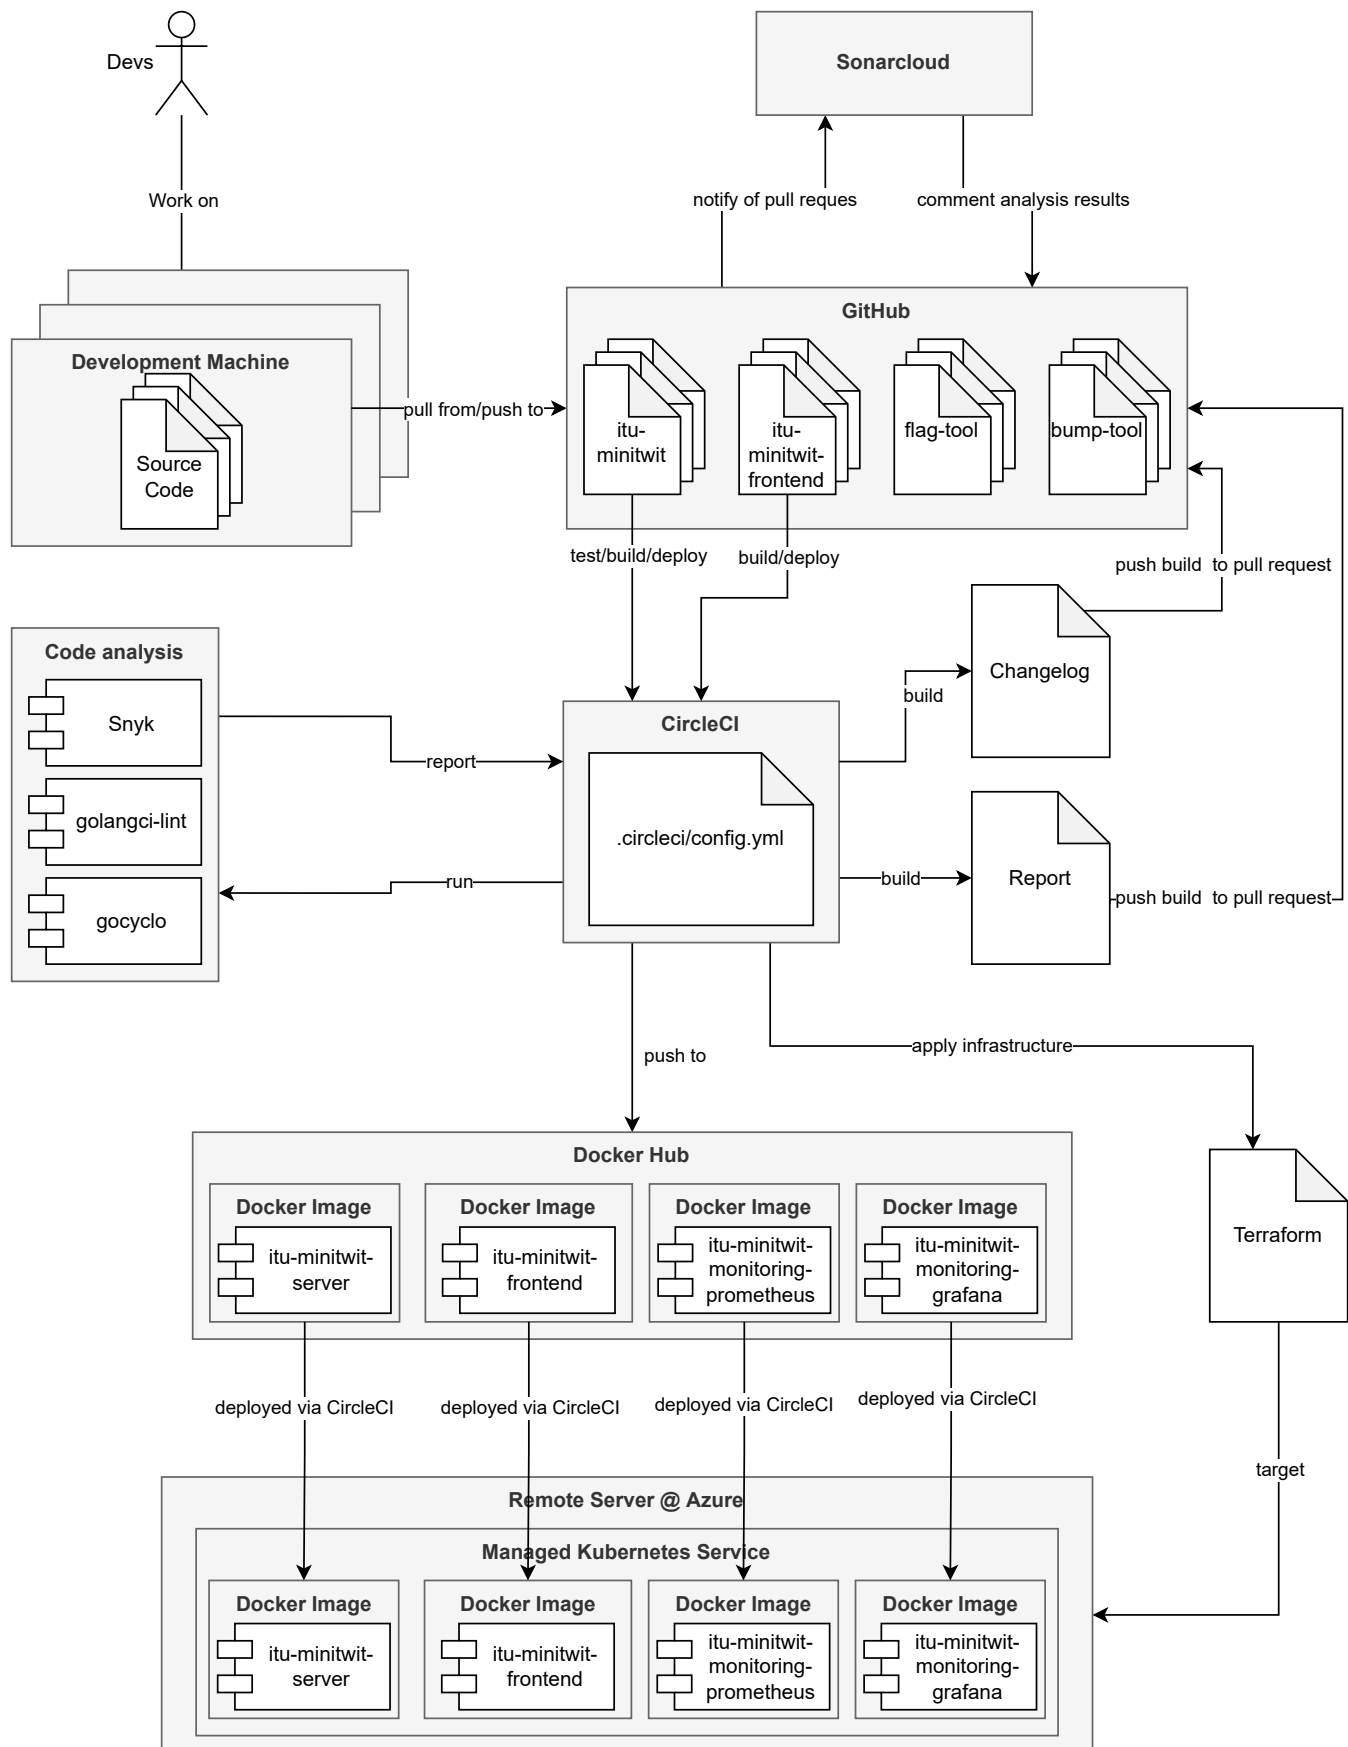 Devs
Sonarcloud
Work on
notify of pull reques
comment analysis results
GitHub
Development Machine
pull from/push to
itu-
minitwit
itu-
minitwit-
frontend
flag-tool
bump-tool
Source
Code
test/build/deploy
build/deploy
push build  to pull request
Code analysis
Snyk
golangci-lint
gocyclo
report
run
CircleCI
.circleci/config.yml
build
Changelog
build
Report
push build  to pull request
push to
apply infrastructure
Docker Hub
Docker Image
itu-minitwit-
server
Docker Image
itu-minitwit-
frontend
Docker Image
itu-minitwit-
monitoring-
prometheus
Docker Image
itu-minitwit-
monitoring-
grafana
Terraform
deployed via CircleCI
deployed via CircleCI
deployed via CircleCI
deployed via CircleCI
target
Remote Server @ Azure
Managed Kubernetes Service
Docker Image
itu-minitwit-
server
Docker Image
itu-minitwit-
frontend
Docker Image
itu-minitwit-
monitoring-
prometheus
Docker Image
itu-minitwit-
monitoring-
grafana